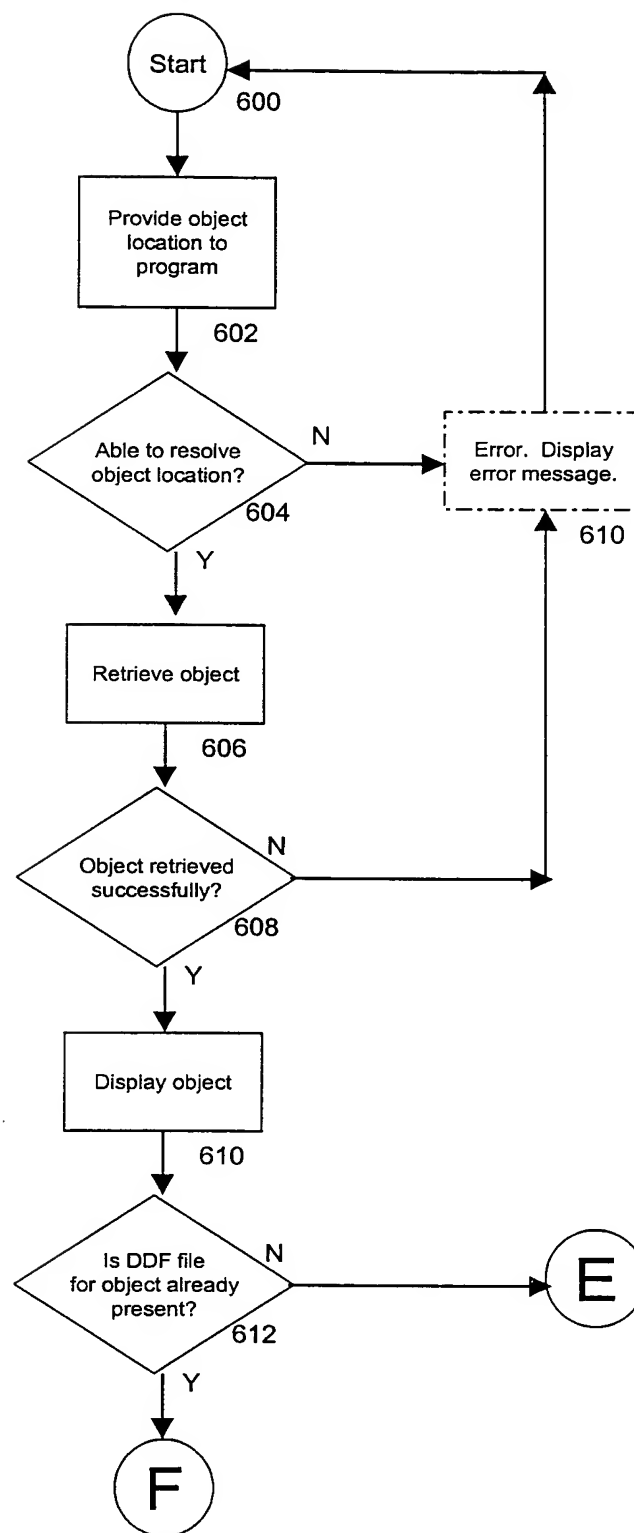 Start
600
Provide object
location to
program
602
Able to resolve
object location?
604
N
Error. Display
error message.
610
Y
Retrieve object
606
Object retrieved
successfully?
608
N
Y
Display object
610
Is DDF file
for object already
present?
612
N
E
Y
F